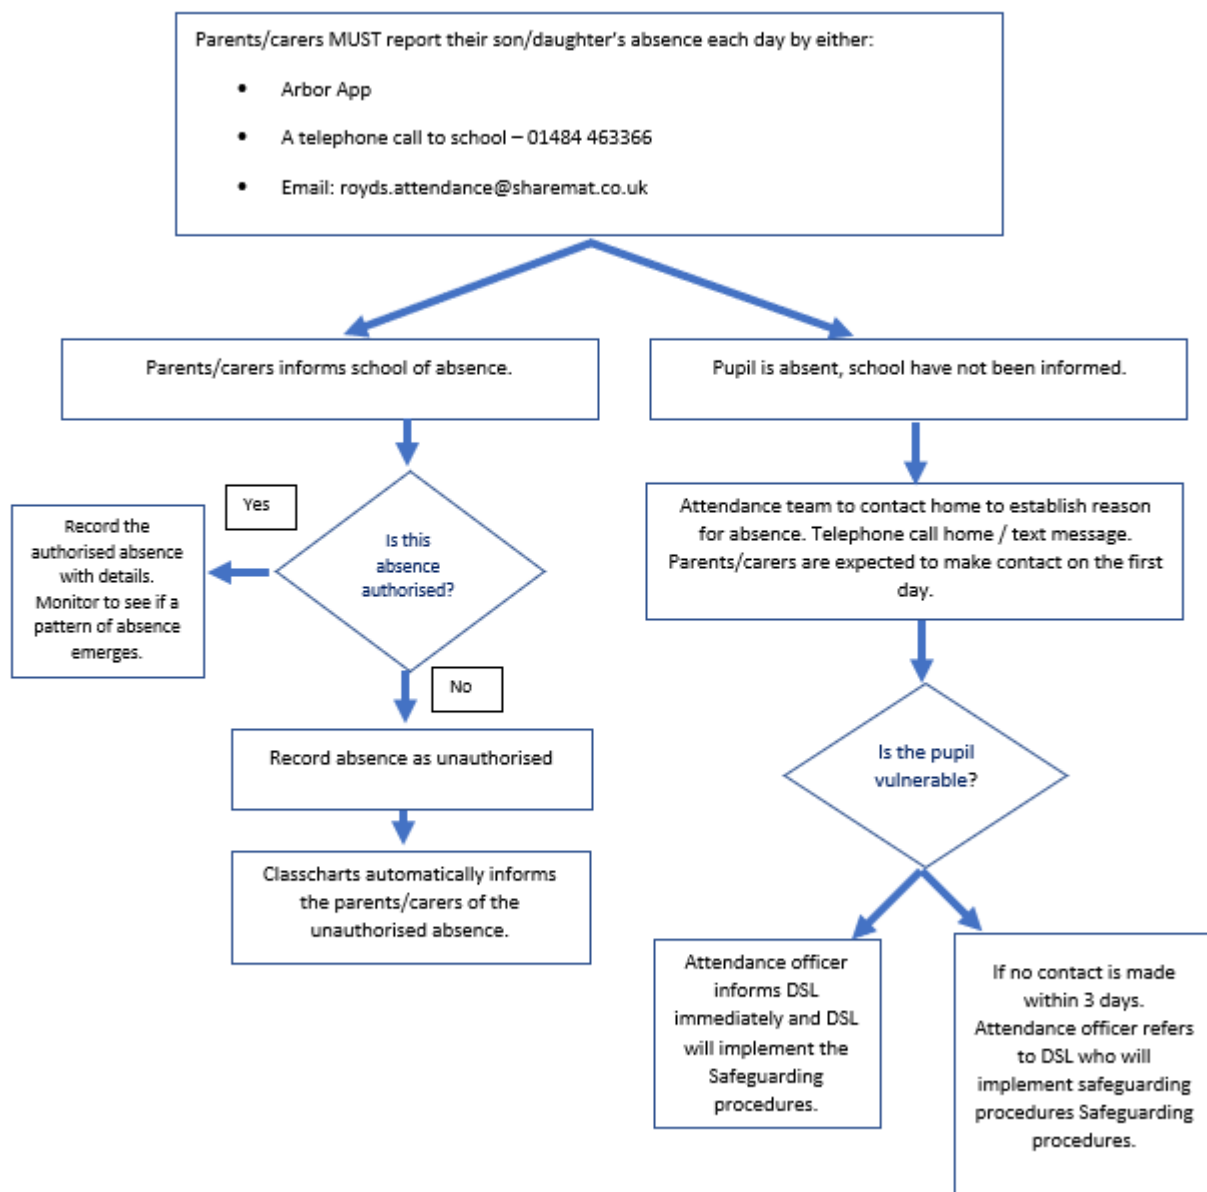 Parents/carers MUST report their son/daughter's absence each day by either:
• Arbor App
• A telephone call to school – 01484 463366
• Email: royds.attendance@sharemat.co.uk
Parents/carers informs school of absence.
Pupil is absent, school have not been informed.
Yes
Record the
authorised absence
with details.
Monitor to see if a
pattern of absence
emerges.
Is this
absence
authorised?
No
Record absence as unauthorised
Classcharts automatically informs
the parents/carers of the
unauthorised absence.
Attendance team to contact home to establish reason
for absence. Telephone call home / text message.
Parents/carers are expected to make contact on the first
day.
Is the pupil
vulnerable?
Attendance officer
informs DSL
immediately and DSL
will implement the
Safeguarding
procedures.
If no contact is made
within 3 days.
Attendance officer refers
to DSL who will
implement safeguarding
procedures Safeguarding
procedures.